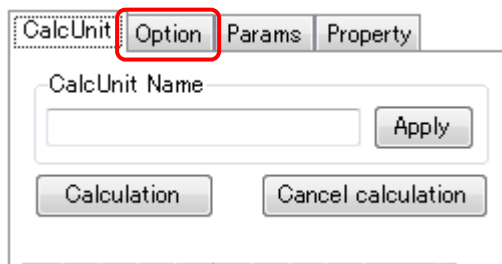 CalcUnit Option Params Property
CalcUnit Name
Apply
Calculation Cancel calculation